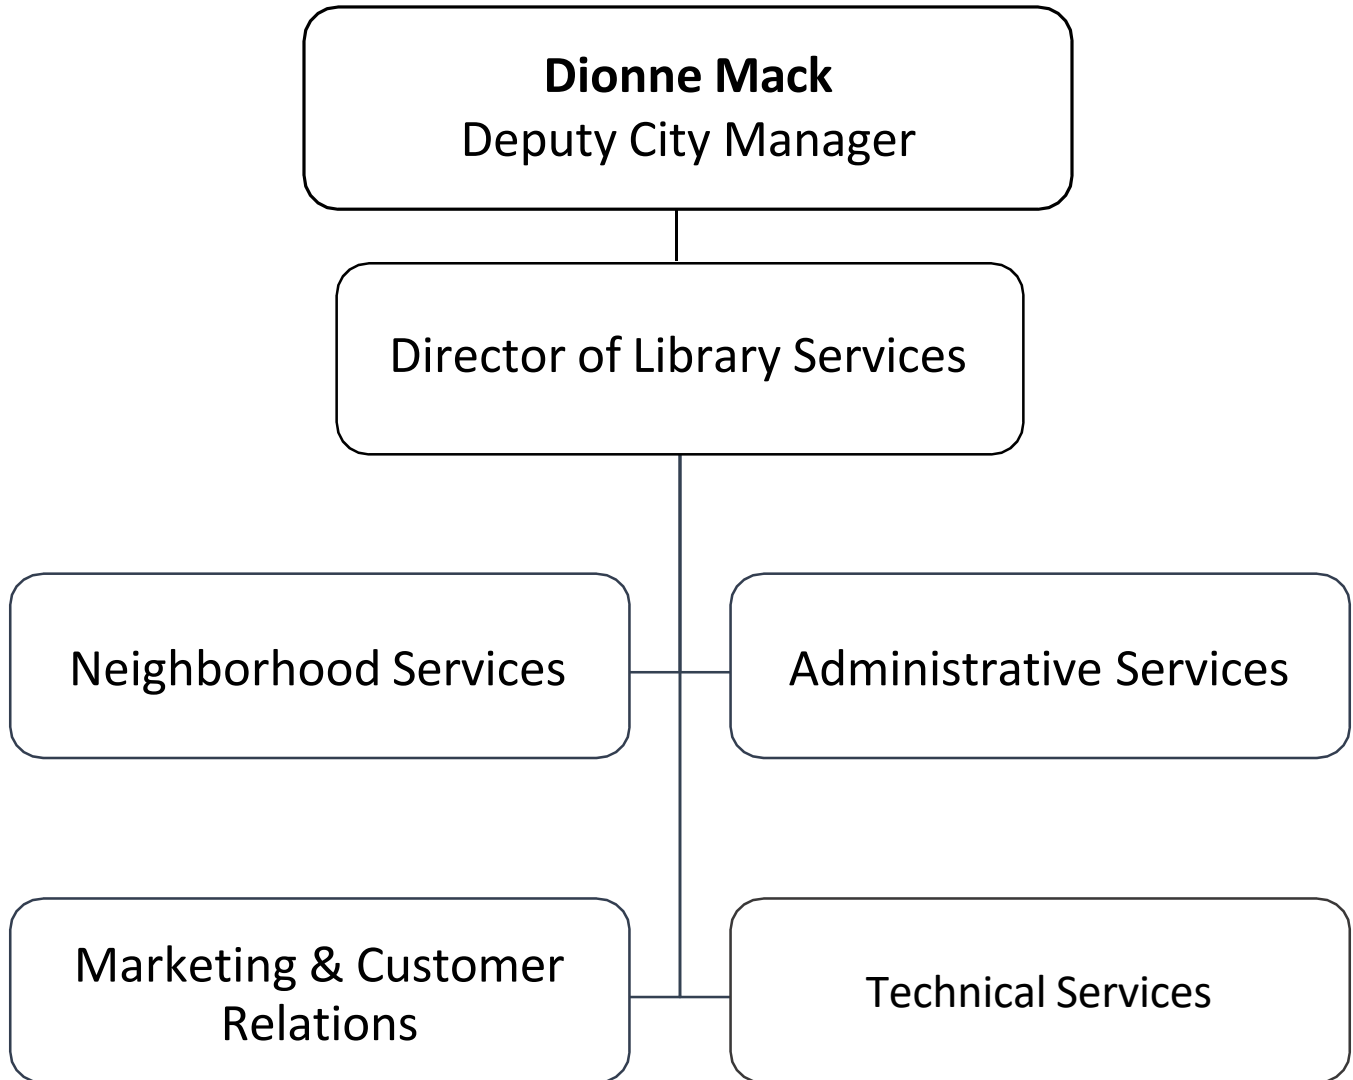 Dionne Mack
Deputy City Manager
Director of Library Services
Neighborhood Services
Administrative Services
Marketing & Customer
Relations
Technical Services